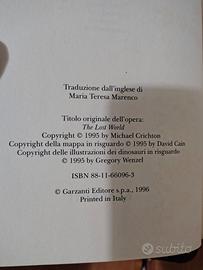 Traduzione dall'inglese di
Maria Teresa Marenco
Titolo originale dell'opera:
The Lost World
Copyright © 1995 by Michael Crichton
Copyright della mappa in risguardo © 1995 by David Cain
Copyright delle illustrazioni dei dinosauri in risguardo
© 1995 by Gregory Wenzel
ISBN 88-11-66096-3
© Garzanti Editore s.p.a., 1996
Printed in Italy
subito